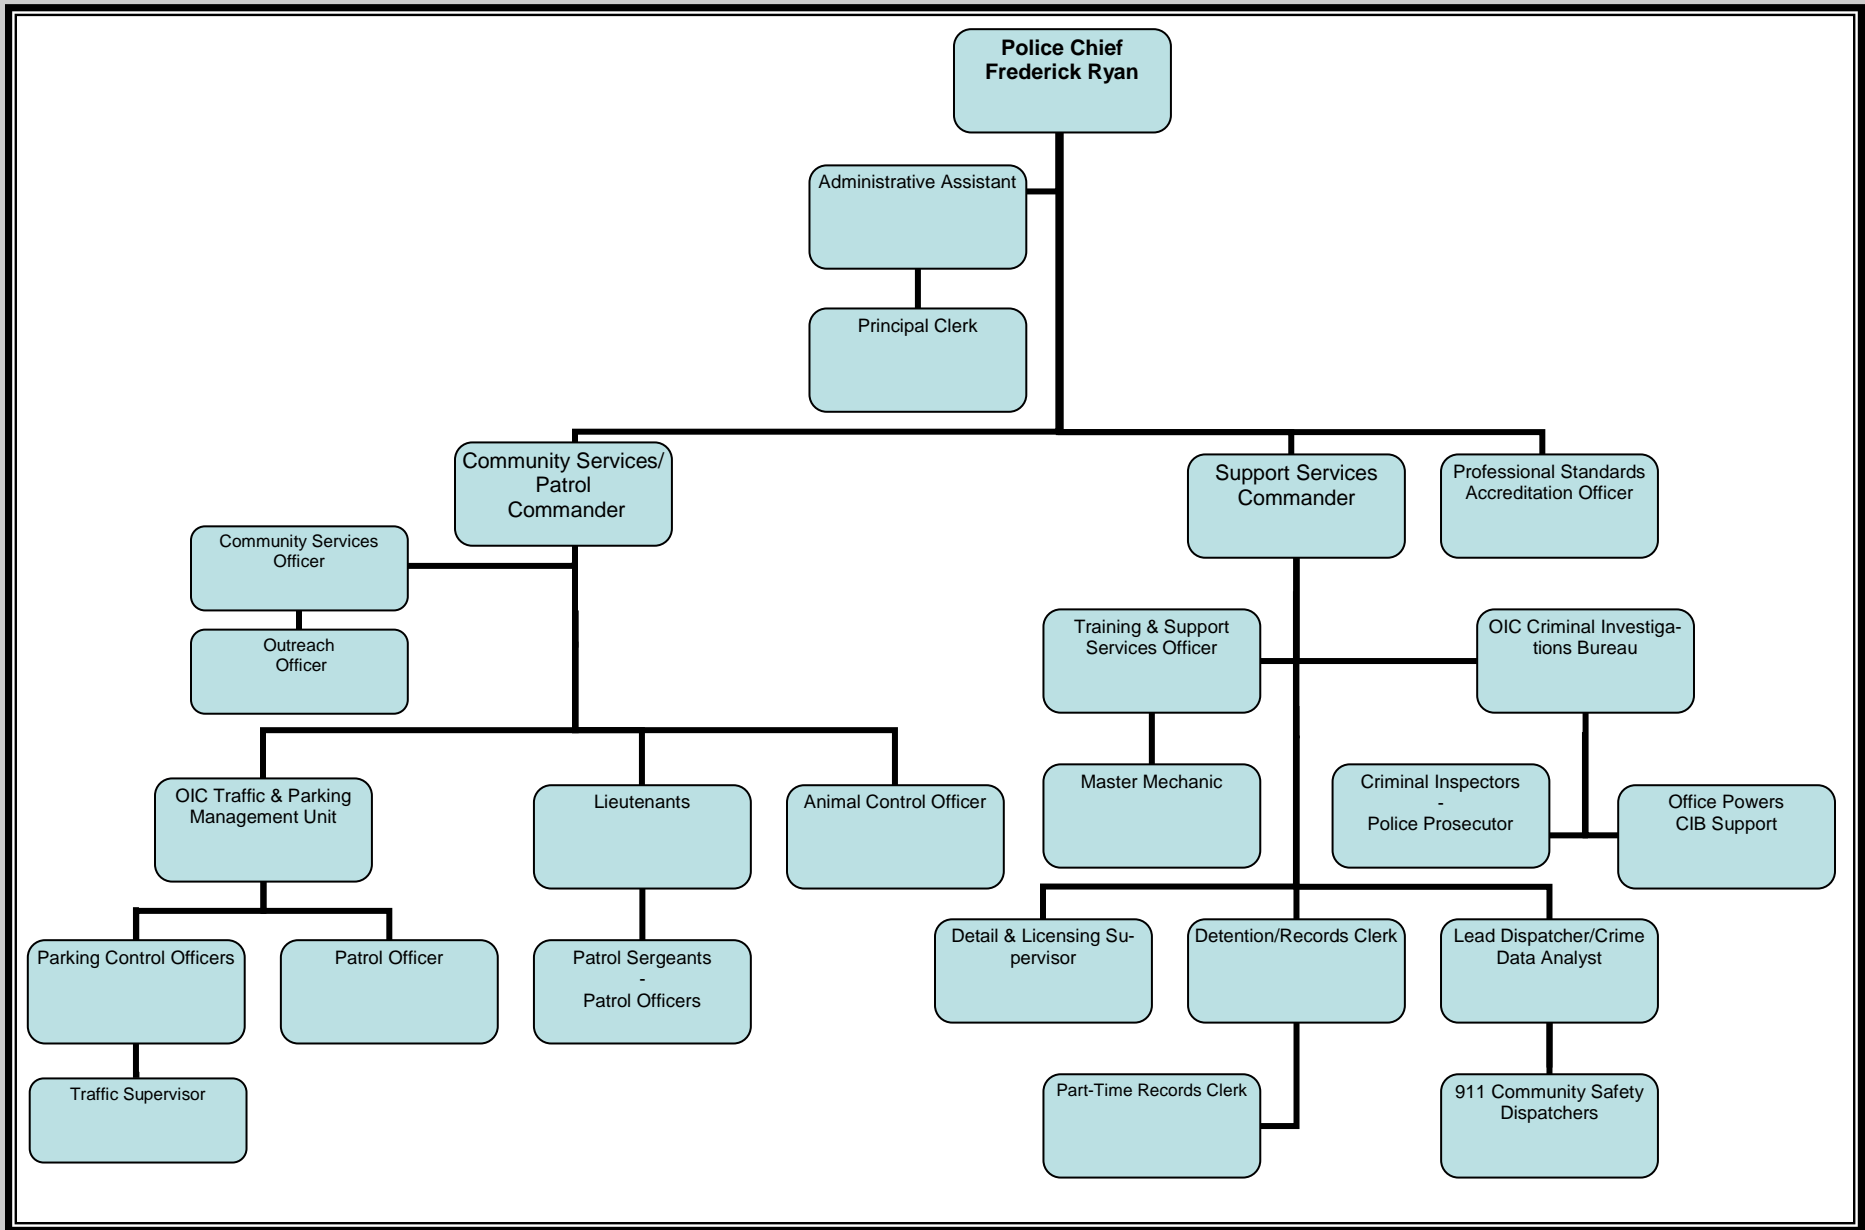 Police Chief
Frederick Ryan
Administrative Assistant
Principal Clerk
Community Services/
Patrol
Commander
Support Services
Commander
Professional Standards
Accreditation Officer
Community Services
Officer
Outreach
Officer
Training & Support
Services Officer
OIC Criminal Investiga-
tions Bureau
OIC Traffic & Parking
Management Unit
Lieutenants
Animal Control Officer
Master Mechanic
Criminal Inspectors
-
Police Prosecutor
Office Powers
CIB Support
Parking Control Officers
Patrol Officer
Patrol Sergeants
-
Patrol Officers
Detail & Licensing Su-
pervisor
Detention/Records Clerk
Lead Dispatcher/Crime
Data Analyst
Traffic Supervisor
Part-Time Records Clerk
911 Community Safety
Dispatchers